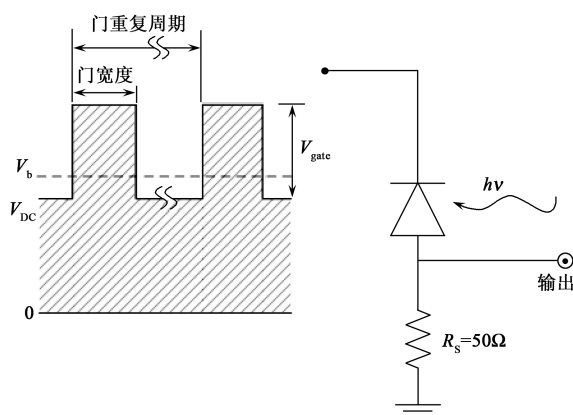 门重复周期
门宽度
V_b
V_gate
V_DC
0
hν
输出
R_S=50Ω